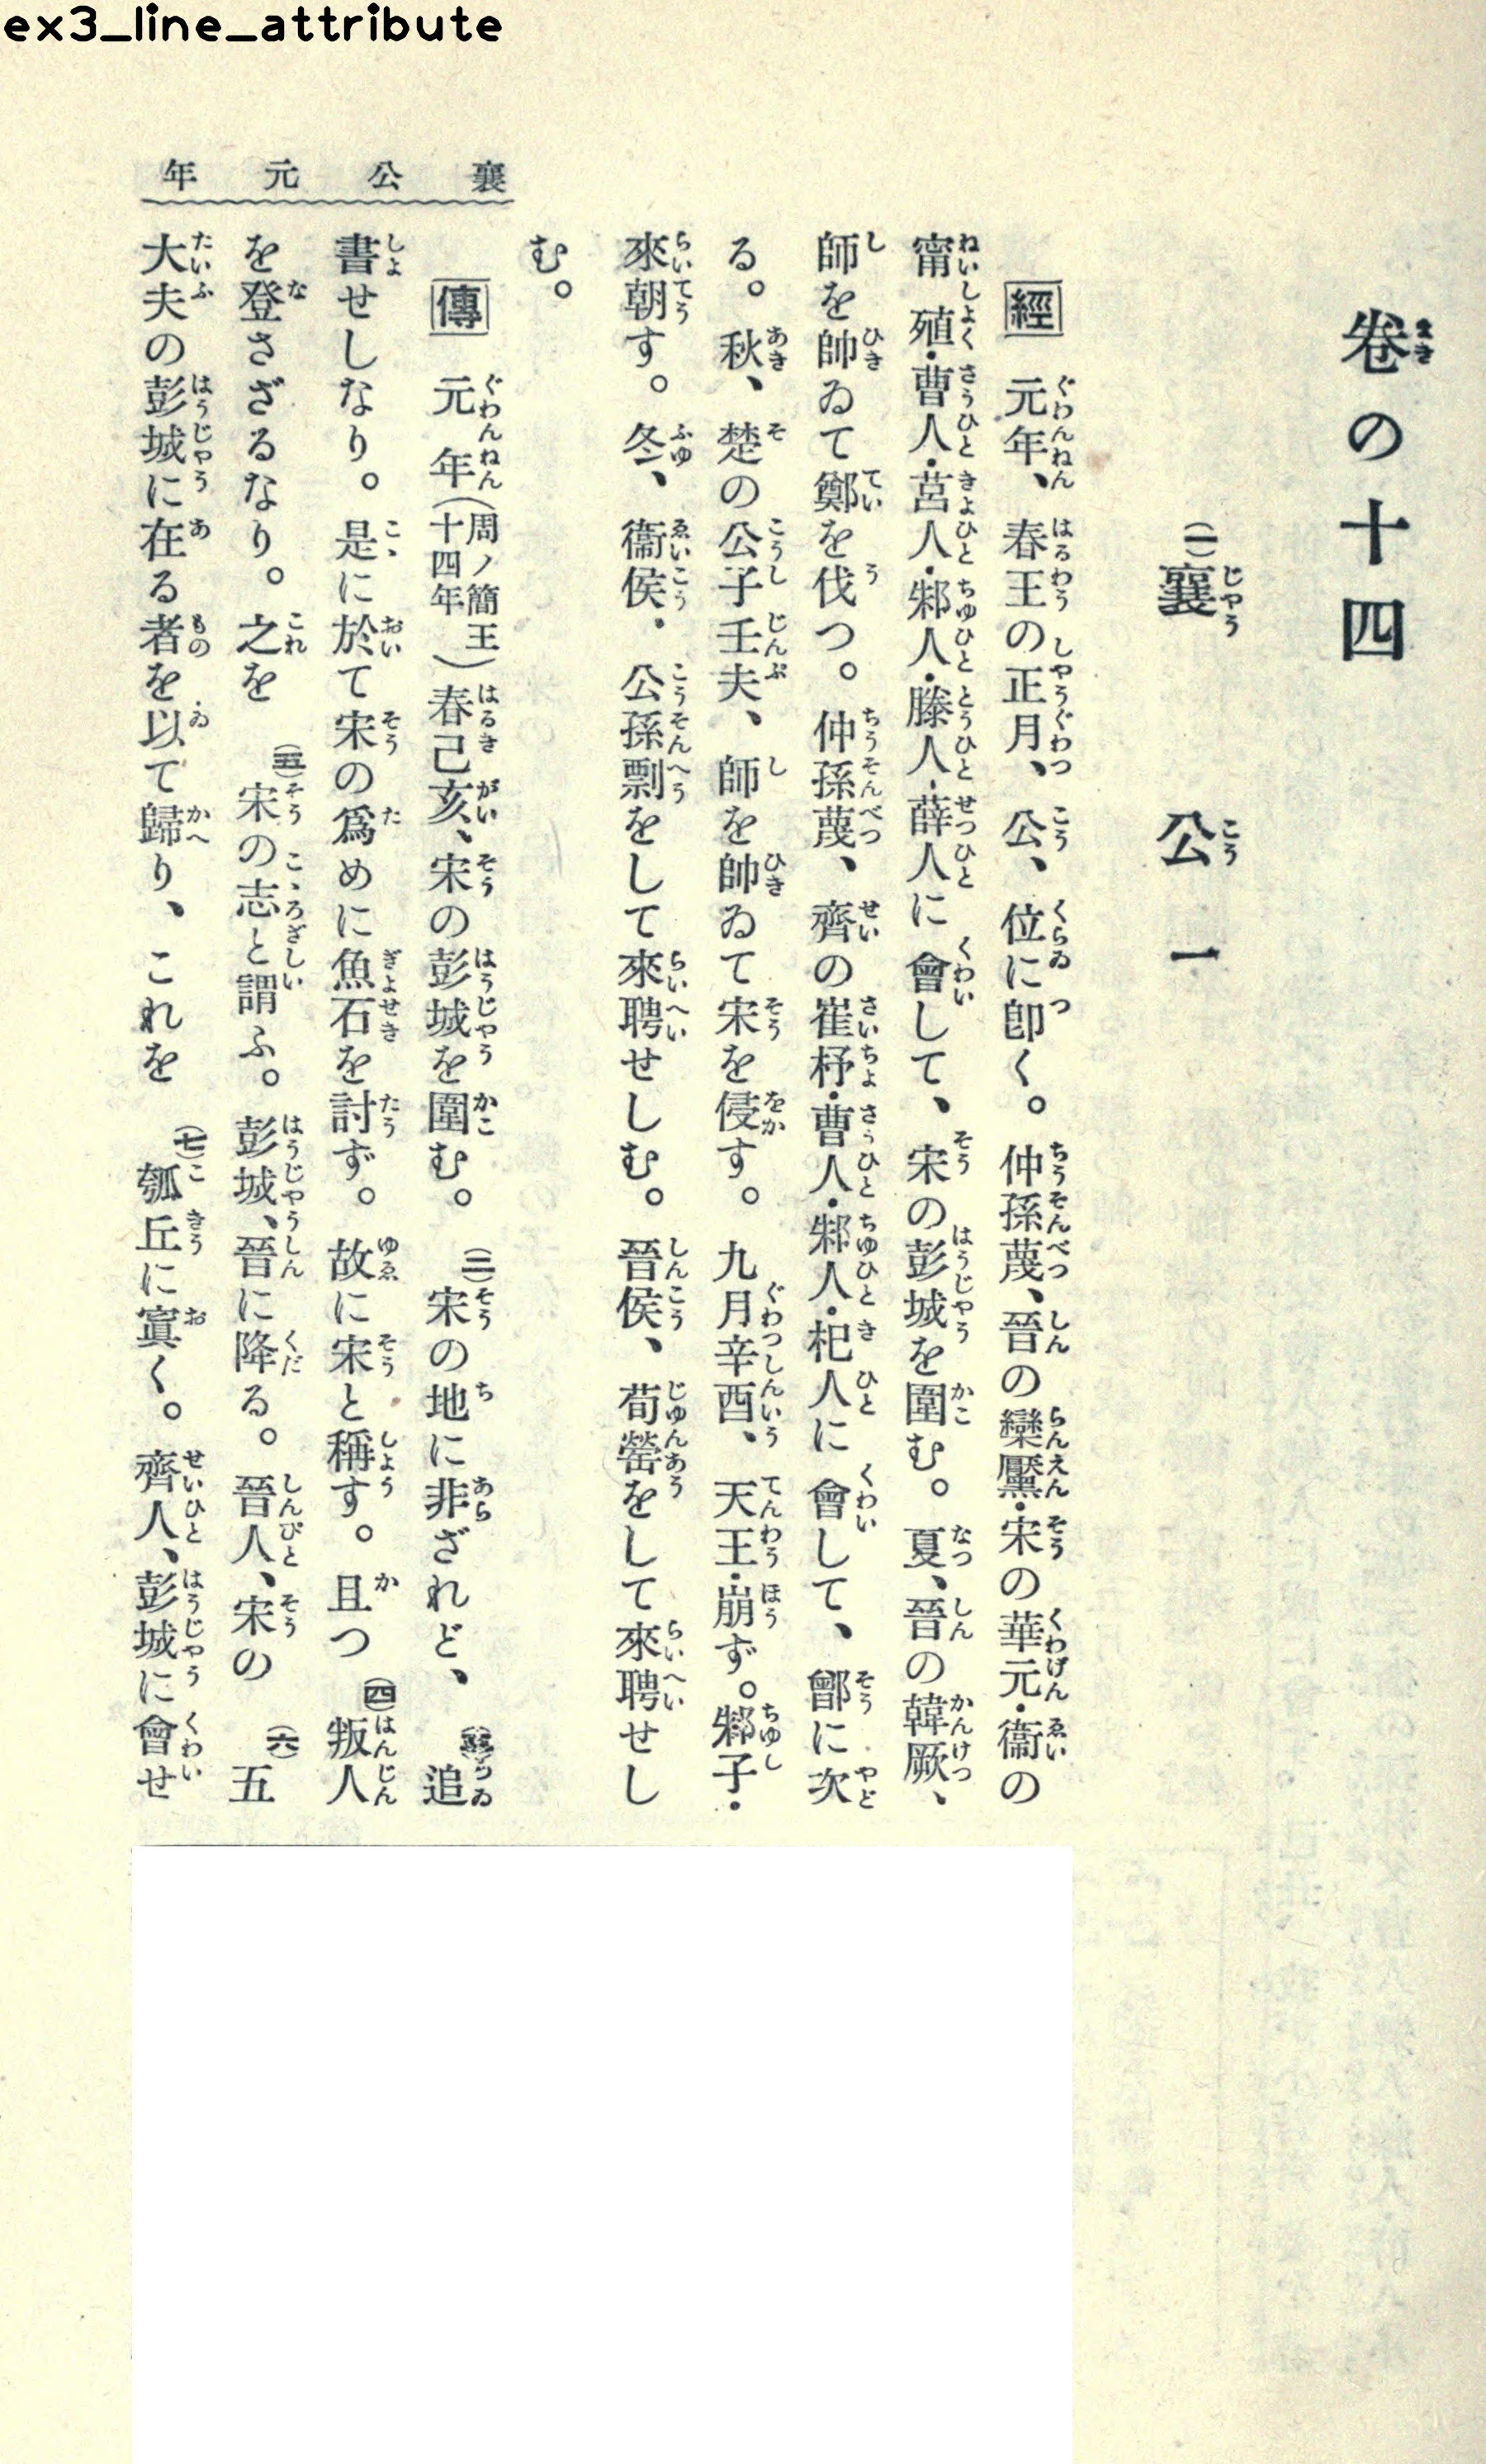 ex3_line_attribute
卷の十四
㈠襄公一
經 元年、春王の正月、公、位に卽く。仲孫蔑、晉の欒黶・宋の華元・衞の
甯殖・曹人・莒人・邾人・滕人・薛人に會して、宋の彭城を圍む。夏、晉の韓厥、
師を帥ゐて鄭を伐つ。仲孫蔑、齊の崔杼・曹人・邾人・杞人に會して、鄫に次
る。秋、楚の公子壬夫、師を帥ゐて宋を侵す。九月辛酉、天王崩ず。邾子・
來朝す。冬、衞侯・公孫剽をして來聘せしむ。晉侯、荀罃をして來聘せし
む。
襄公元年
傳 元年(周ノ簡王十四年)春己亥、宋の彭城を圍む。㈡宋の地に非ざれど、㈢追
書せしなり。是に於て宋の爲めに魚石を討ず。故に宋と稱す。且つ㈣叛人
を登さざるなり。之を㈤宋の志と謂ふ。彭城、晉に降る。晉人、宋の㈥五
大夫の彭城に在る者を以て歸り、これを㈦瓠丘に寘く。齊人、彭城に會せ